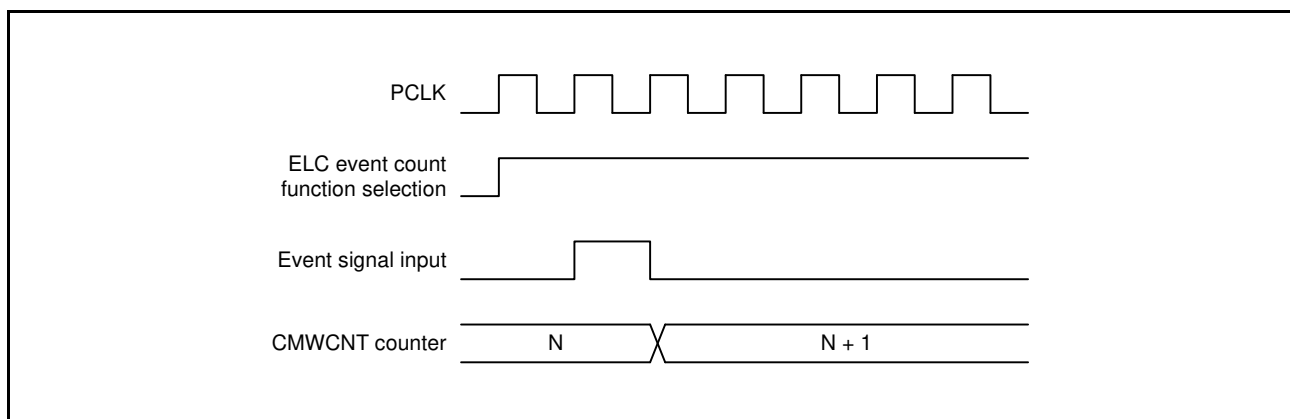 PCLK
ELC event count
function selection
Event signal input
CMWCNT counter
N
N + 1